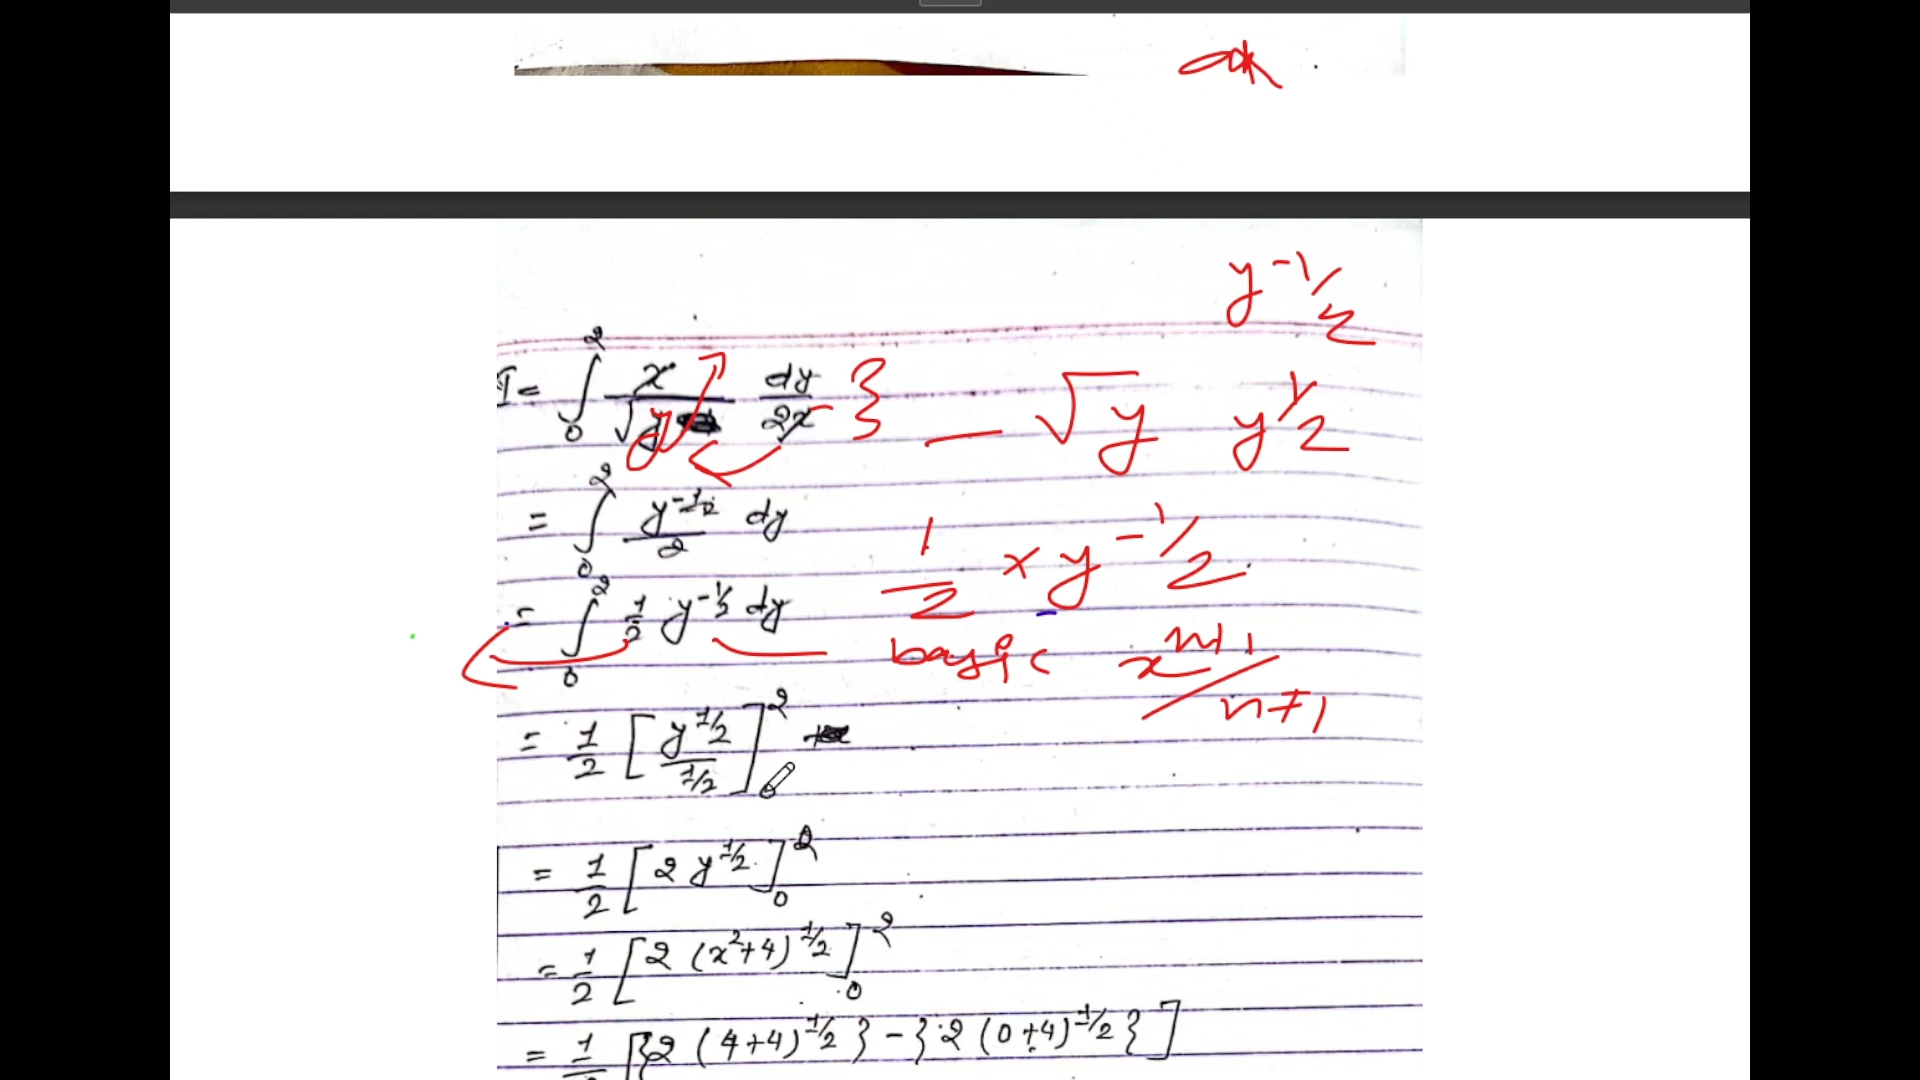 dx
y^{-1/2}
I = ∫₀² x/√y dy/2x } — √y y^{1/2}
= ∫₀² y^{-1/2}/2 dy
1/2 × y^{-1/2}
= ∫₀² 1/2 y^{-1/2} dy
basic x^{n+1}/n+1
= 1/2 [ y^{1/2}/1/2 ]₀²
= 1/2 [ 2 y^{1/2} ]₀²
= 1/2 [ 2 (x²+4)^{1/2} ]₀²
= 1/2 [{2 (4+4)^{1/2} } - { 2 (0+4)^{1/2} } ]